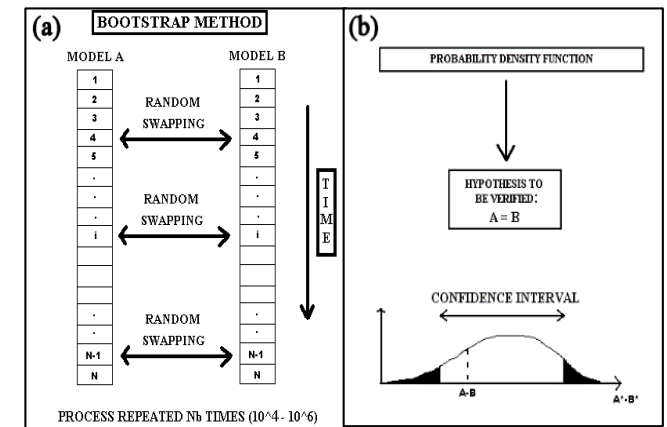 (a)
BOOTSTRAP METHOD
MODEL A
MODEL B
1
2
3
4
5
.
.
.
i
.
.
N-1
N
RANDOM
SWAPPING
RANDOM
SWAPPING
RANDOM
SWAPPING
1
2
3
4
5
.
.
.
i
.
.
N-1
N
TIME
PROCESS REPEATED Nb TIMES (10^4 - 10^6)
(b)
PROBABILITY DENSITY FUNCTION
HYPOTHESIS TO
BE VERIFIED:
A = B
CONFIDENCE INTERVAL
A-B
A*-B*